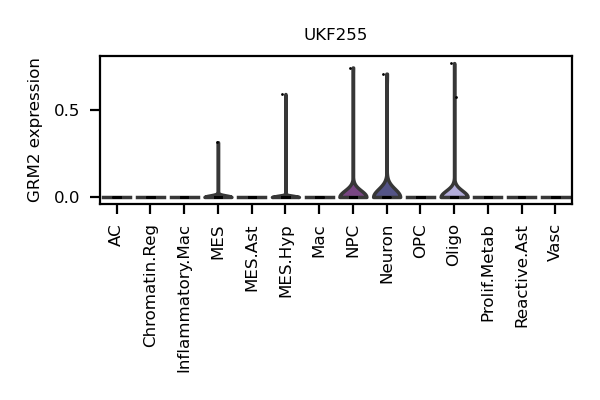 UKF255
GRM2 expression
0.5
0.0
AC
Chromatin.Reg
Inflammatory.Mac
MES
MES.Ast
MES.Hyp
Mac
NPC
Neuron
OPC
Oligo
Prolif.Metab
Reactive.Ast
Vasc